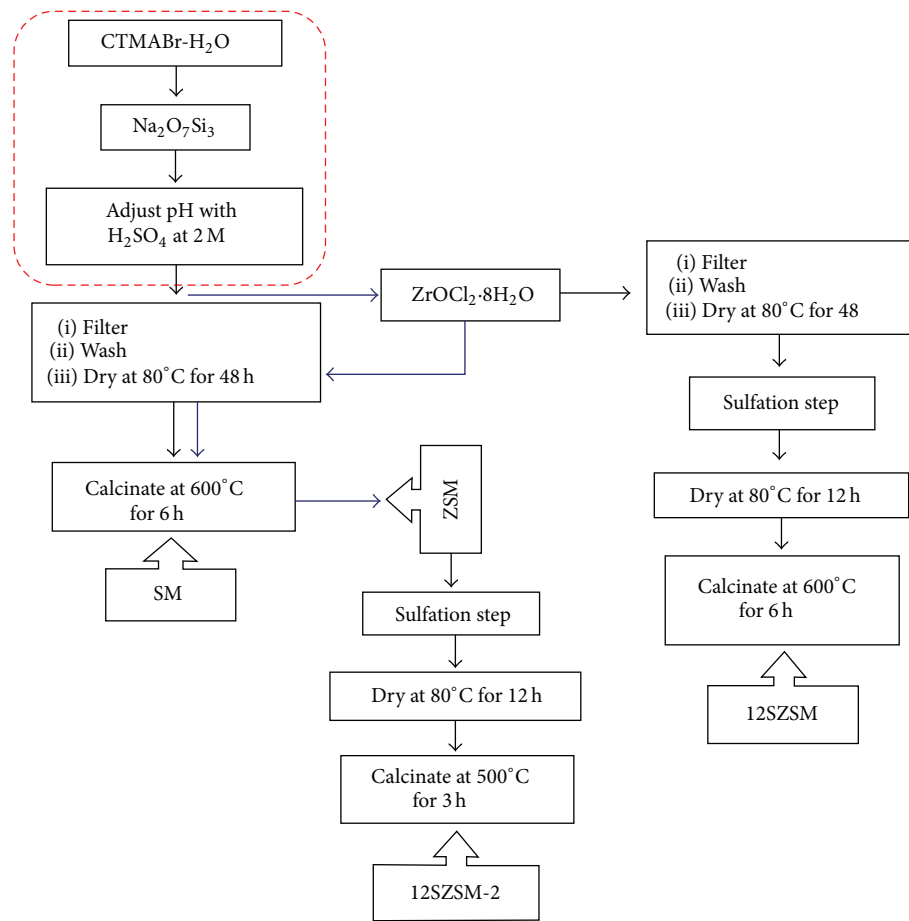 CTMABr-H₂O
Na₂O₇Si₃
Adjust pH with
H₂SO₄ at 2 M
(i) Filter
(ii) Wash
(iii) Dry at 80°C for 48 h
Calcinate at 600°C
for 6 h
SM
ZrOCl₂·8H₂O
ZSM
Sulfation step
Dry at 80°C for 12 h
Calcinate at 500°C
for 3 h
12SZSM-2
(i) Filter
(ii) Wash
(iii) Dry at 80°C for 48
Sulfation step
Dry at 80°C for 12 h
Calcinate at 600°C
for 6 h
12SZSM